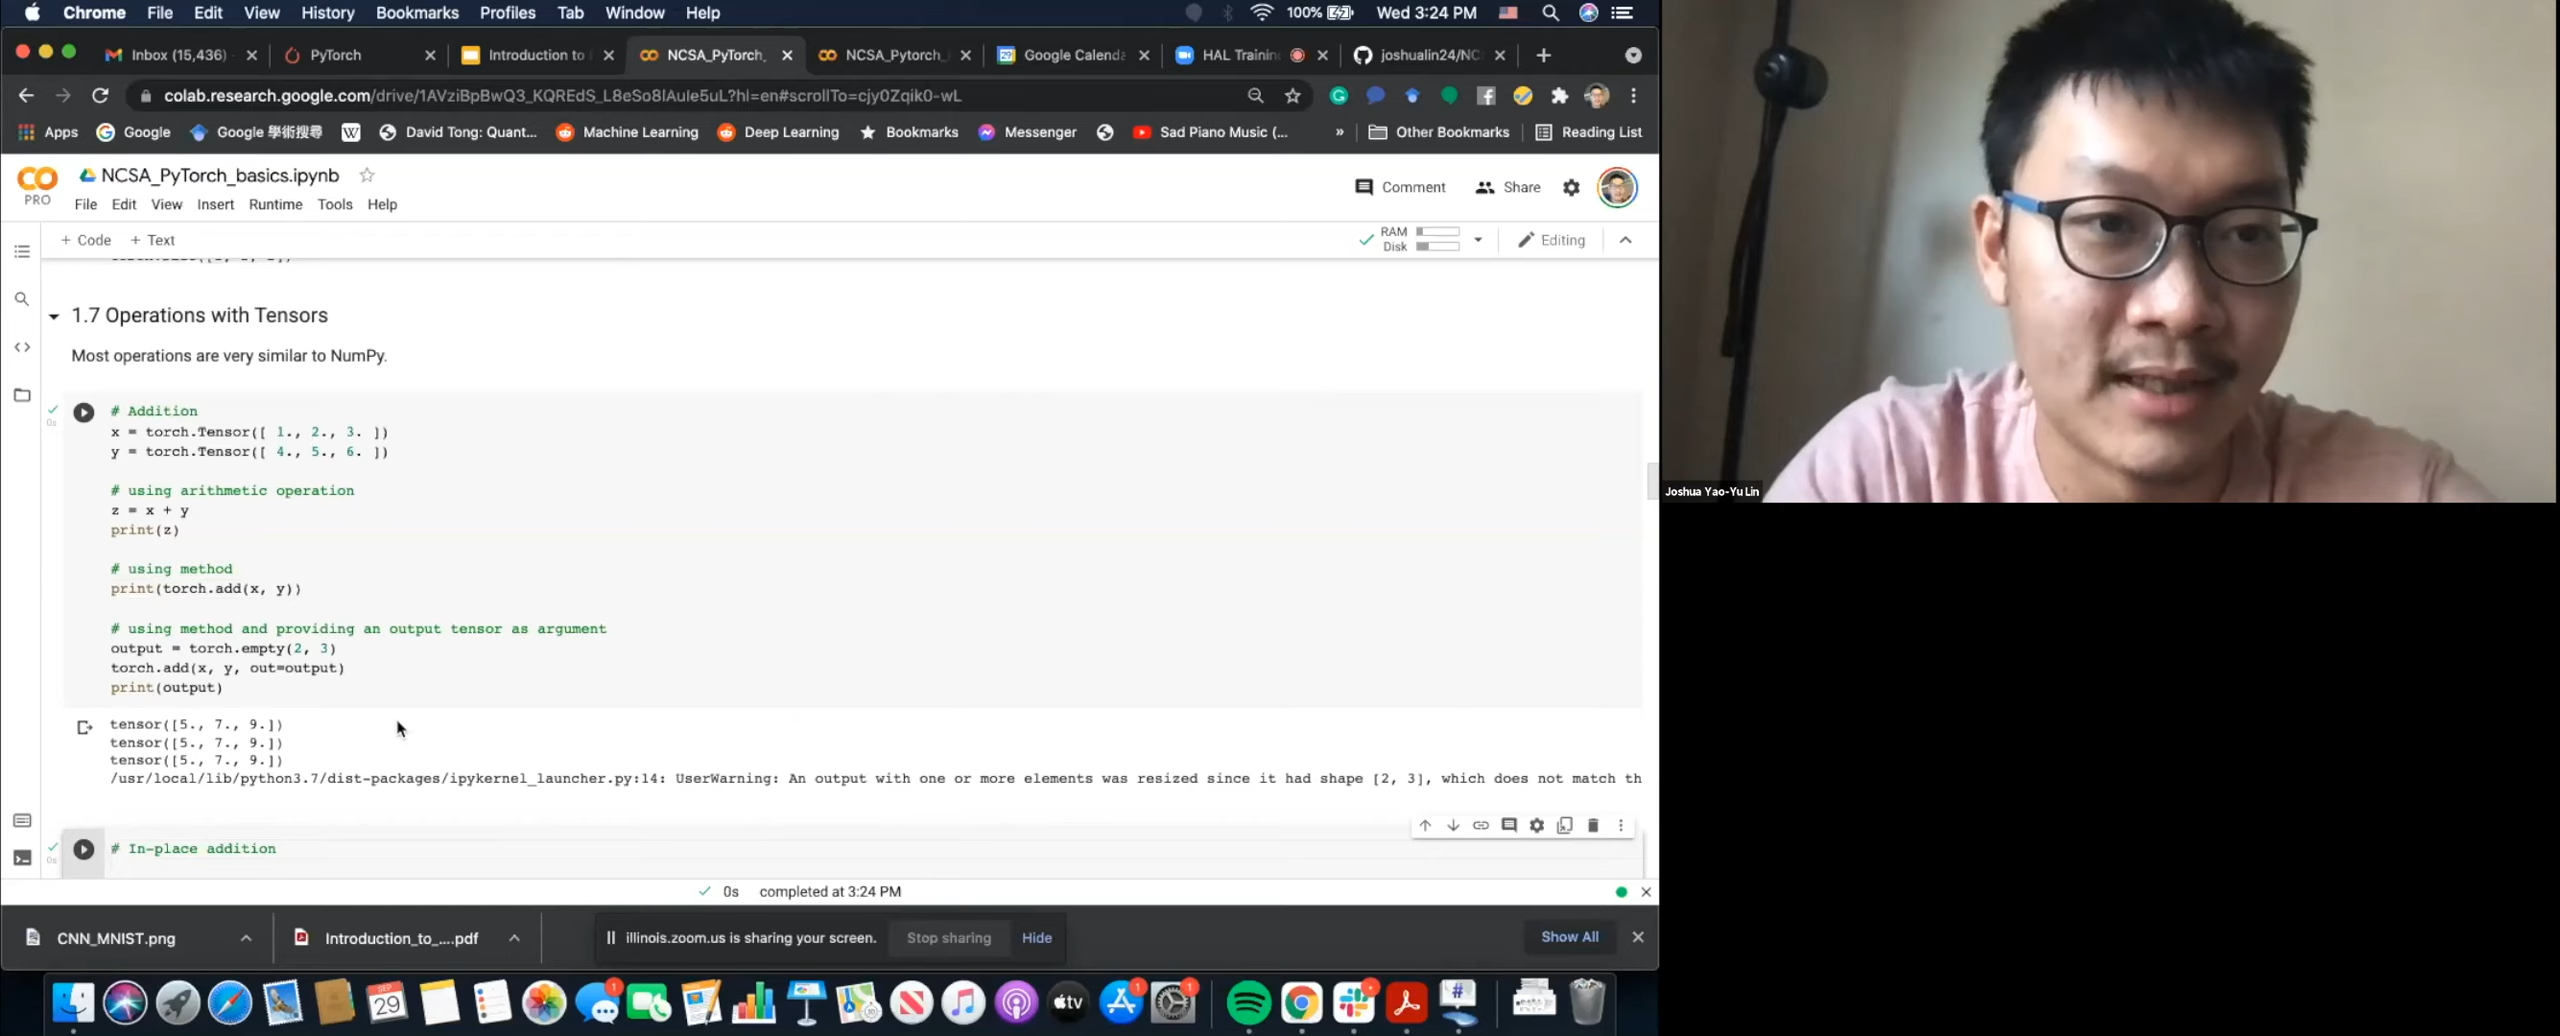 Chrome File Edit View History Bookmarks Profiles Tab Window Help 100% Wed 3:24 PM
Inbox (15,436) PyTorch Introduction to NCSA_PyTorch_ NCSA_Pytorch_ Google Calenda HAL Training joshualin24/NC
colab.research.google.com/drive/1AVziBpBwQ3_KQREdS_L8eSo8lAule5uL?hl=en#scrollTo=cjy0Zqik0-wL
Apps Google Google 學術搜尋 W David Tong: Quant... Machine Learning Deep Learning Bookmarks Messenger Sad Piano Music (... » Other Bookmarks Reading List
CO NCSA_PyTorch_basics.ipynb Comment Share
PRO File Edit View Insert Runtime Tools Help
+ Code + Text RAM Disk Editing
1.7 Operations with Tensors
Most operations are very similar to NumPy.
# Addition
x = torch.Tensor([ 1., 2., 3. ])
y = torch.Tensor([ 4., 5., 6. ])
# using arithmetic operation
z = x + y
print(z)
# using method
print(torch.add(x, y))
# using method and providing an output tensor as argument
output = torch.empty(2, 3)
torch.add(x, y, out=output)
print(output)
tensor([5., 7., 9.])
tensor([5., 7., 9.])
tensor([5., 7., 9.])
/usr/local/lib/python3.7/dist-packages/ipykernel_launcher.py:14: UserWarning: An output with one or more elements was resized since it had shape [2, 3], which does not match th
# In-place addition
0s completed at 3:24 PM
CNN_MNIST.png Introduction_to_....pdf illinois.zoom.us is sharing your screen. Stop sharing Hide Show All
SEP
29
tv
Joshua Yao-Yu Lin